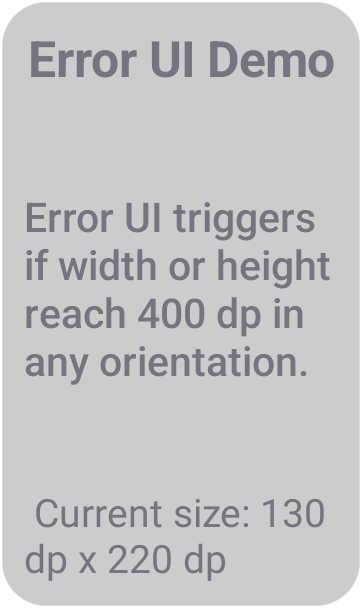 Error UI Demo
Error UI triggers
if width or height
reach 400 dp in
any orientation.
Current size: 130
dp x 220 dp